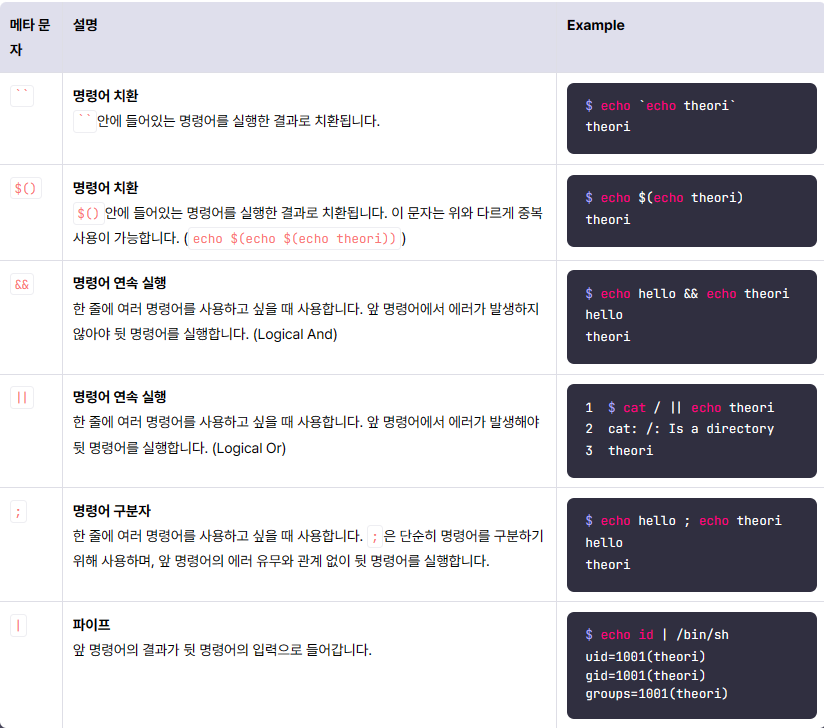 메타 문
자
설명
Example
``
명령어 치환
`` 안에 들어있는 명령어를 실행한 결과로 치환됩니다.
$ echo `echo theori`
theori
$()
명령어 치환
$() 안에 들어있는 명령어를 실행한 결과로 치환됩니다. 이 문자는 위와 다르게 중복
사용이 가능합니다. ( echo $(echo $(echo theori)) )
$ echo $(echo theori)
theori
&&
명령어 연속 실행
한 줄에 여러 명령어를 사용하고 싶을 때 사용합니다. 앞 명령어에서 에러가 발생하지
않아야 뒷 명령어를 실행합니다. (Logical And)
$ echo hello && echo theori
hello
theori
||
명령어 연속 실행
한 줄에 여러 명령어를 사용하고 싶을 때 사용합니다. 앞 명령어에서 에러가 발생해야
뒷 명령어를 실행합니다. (Logical Or)
1 $ cat / || echo theori
2 cat: /: Is a directory
3 theori
;
명령어 구분자
한 줄에 여러 명령어를 사용하고 싶을 때 사용합니다. ; 은 단순히 명령어를 구분하기
위해 사용하며, 앞 명령어의 에러 유무와 관계 없이 뒷 명령어를 실행합니다.
$ echo hello ; echo theori
hello
theori
|
파이프
앞 명령어의 결과가 뒷 명령어의 입력으로 들어갑니다.
$ echo id | /bin/sh
uid=1001(theori)
gid=1001(theori)
groups=1001(theori)